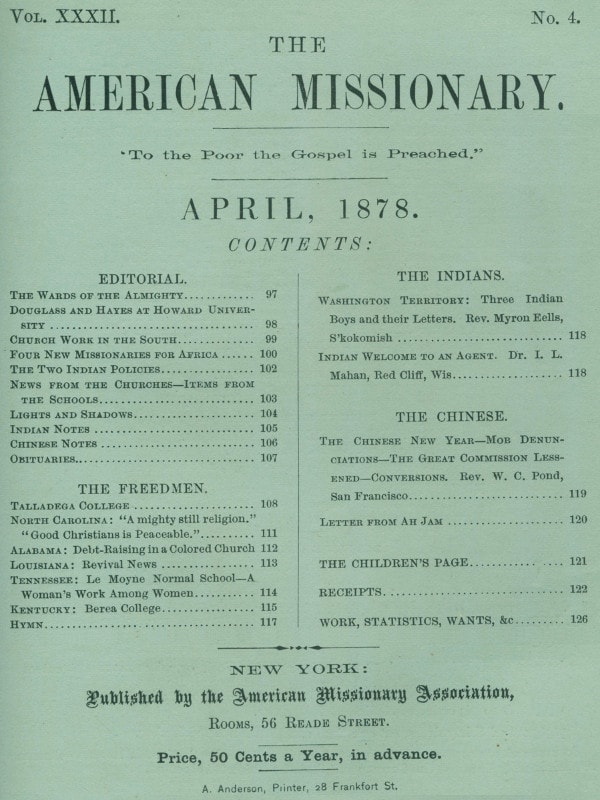 Vol. XXXII.
No. 4.
THE
AMERICAN MISSIONARY.
"To the Poor the Gospel is Preached."
APRIL, 1878.
CONTENTS:
EDITORIAL.
The Wards of the Almighty............. 97
Douglass and Hayes at Howard Univer-
sity ........................................ 98
Church Work in the South.............. 99
Four New Missionaries for Africa ...... 100
The Two Indian Policies................ 102
News from the Churches—Items from
the Schools............................. 103
Lights and Shadows..................... 104
Indian Notes ............................ 105
Chinese Notes ........................... 106
Obituaries................................ 107
THE FREEDMEN.
Talladega College ...................... 108
North Carolina: "A mighty still religion."
"Good Christians is Peaceable."......... 111
Alabama: Debt-Raising in a Colored Church 112
Louisiana: Revival News ................ 113
Tennessee: Le Moyne Normal School—A
Woman's Work Among Women........... 114
Kentucky: Berea College................. 115
Hymn..................................... 117
THE INDIANS.
Washington Territory: Three Indian
Boys and their Letters. Rev. Myron Eells,
S'kokomish ............................. 118
Indian Welcome to an Agent. Dr. I. L.
Mahan, Red Cliff, Wis.................... 118
THE CHINESE.
The Chinese New Year—Mob Denun-
ciations—The Great Commission Less-
ened—Conversions. Rev. W. C. Pond,
San Francisco............................ 119
Letter from Ah Jam ..................... 120
THE CHILDREN'S PAGE................. 121
RECEIPTS................................. 122
WORK, STATISTICS, WANTS, &c......... 126
NEW YORK:
Published by the American Missionary Association,
Rooms, 56 Reade Street.
Price, 50 Cents a Year, in advance.
A. Anderson, Printer, 28 Frankfort St.